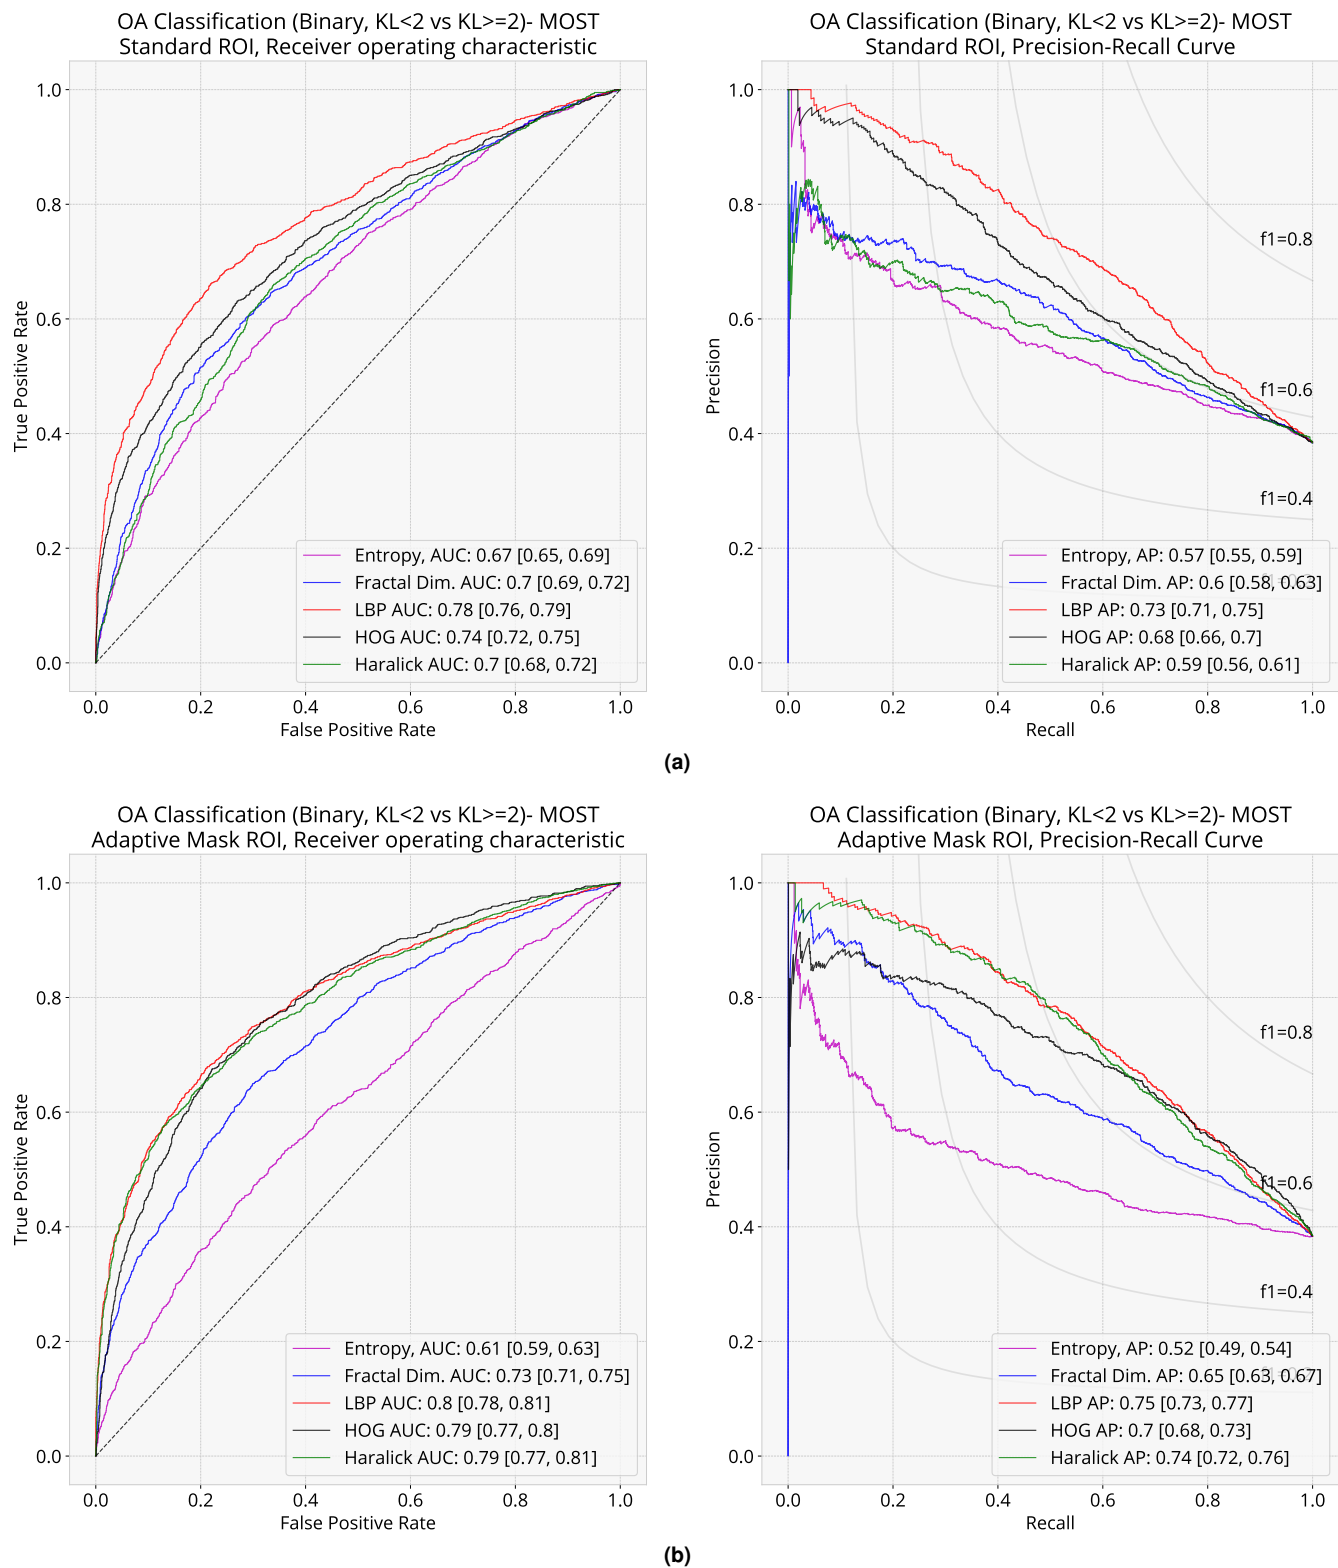 OA Classification (Binary, KL<2 vs KL>=2)- MOST
Standard ROI, Receiver operating characteristic
1.0
0.8
0.6
0.4
0.2
0.0
True Positive Rate
Entropy, AUC: 0.67 [0.65, 0.69]
Fractal Dim. AUC: 0.7 [0.69, 0.72]
LBP AUC: 0.78 [0.76, 0.79]
HOG AUC: 0.74 [0.72, 0.75]
Haralick AUC: 0.7 [0.68, 0.72]
0.0 0.2 0.4 0.6 0.8 1.0
False Positive Rate
OA Classification (Binary, KL<2 vs KL>=2)- MOST
Standard ROI, Precision-Recall Curve
1.0
0.8
0.6
0.4
0.2
0.0
Precision
f1=0.8
f1=0.6
f1=0.4
Entropy, AP: 0.57 [0.55, 0.59]
Fractal Dim. AP: 0.6 [0.58, 0.63]
LBP AP: 0.73 [0.71, 0.75]
HOG AP: 0.68 [0.66, 0.7]
Haralick AP: 0.59 [0.56, 0.61]
0.0 0.2 0.4 0.6 0.8 1.0
Recall
(a)
OA Classification (Binary, KL<2 vs KL>=2)- MOST
Adaptive Mask ROI, Receiver operating characteristic
1.0
0.8
0.6
0.4
0.2
0.0
True Positive Rate
Entropy, AUC: 0.61 [0.59, 0.63]
Fractal Dim. AUC: 0.73 [0.71, 0.75]
LBP AUC: 0.8 [0.78, 0.81]
HOG AUC: 0.79 [0.77, 0.8]
Haralick AUC: 0.79 [0.77, 0.81]
0.0 0.2 0.4 0.6 0.8 1.0
False Positive Rate
OA Classification (Binary, KL<2 vs KL>=2)- MOST
Adaptive Mask ROI, Precision-Recall Curve
1.0
0.8
0.6
0.4
0.2
0.0
Precision
f1=0.8
f1=0.6
f1=0.4
Entropy, AP: 0.52 [0.49, 0.54]
Fractal Dim. AP: 0.65 [0.63, 0.67]
LBP AP: 0.75 [0.73, 0.77]
HOG AP: 0.7 [0.68, 0.73]
Haralick AP: 0.74 [0.72, 0.76]
0.0 0.2 0.4 0.6 0.8 1.0
Recall
(b)